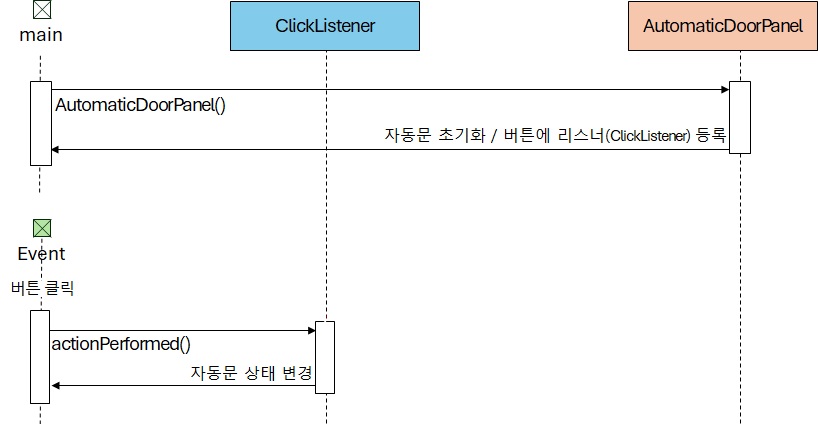 main
ClickListener
AutomaticDoorPanel
AutomaticDoorPanel()
자동문 초기화 / 버튼에 리스너(ClickListener) 등록
Event
버튼 클릭
actionPerformed()
자동문 상태 변경